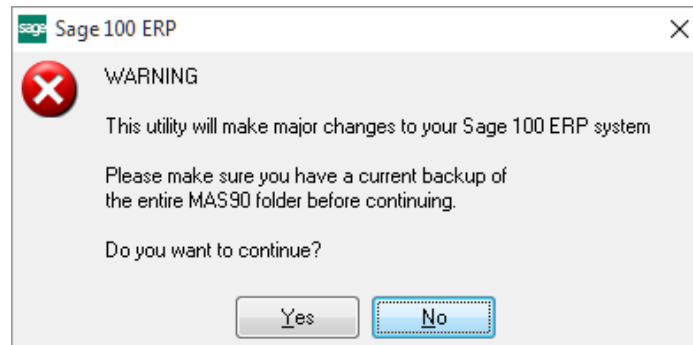 sage Sage 100 ERP
WARNING
This utility will make major changes to your Sage 100 ERP system
Please make sure you have a current backup of
the entire MAS90 folder before continuing.
Do you want to continue?
Yes No